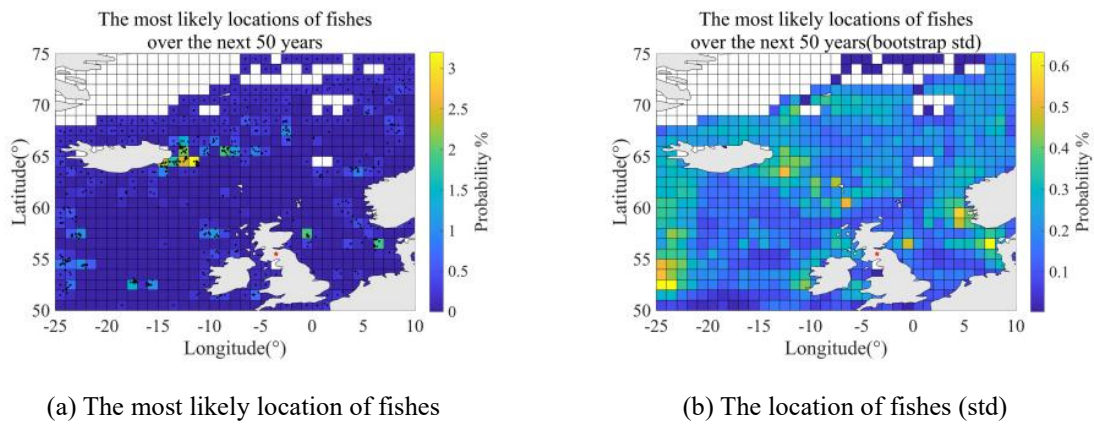 The most likely locations of fishes
over the next 50 years
75
70
65
60
55
50
Latitude(°)
-25 -20 -15 -10 -5 0 5 10
Longitude(°)
3
2.5
2
1.5
1
0.5
0
Probability %
The most likely locations of fishes
over the next 50 years(bootstrap std)
75
70
65
60
55
50
Latitude(°)
-25 -20 -15 -10 -5 0 5 10
Longitude(°)
0.6
0.5
0.4
0.3
0.2
0.1
Probability %
(a) The most likely location of fishes
(b) The location of fishes (std)